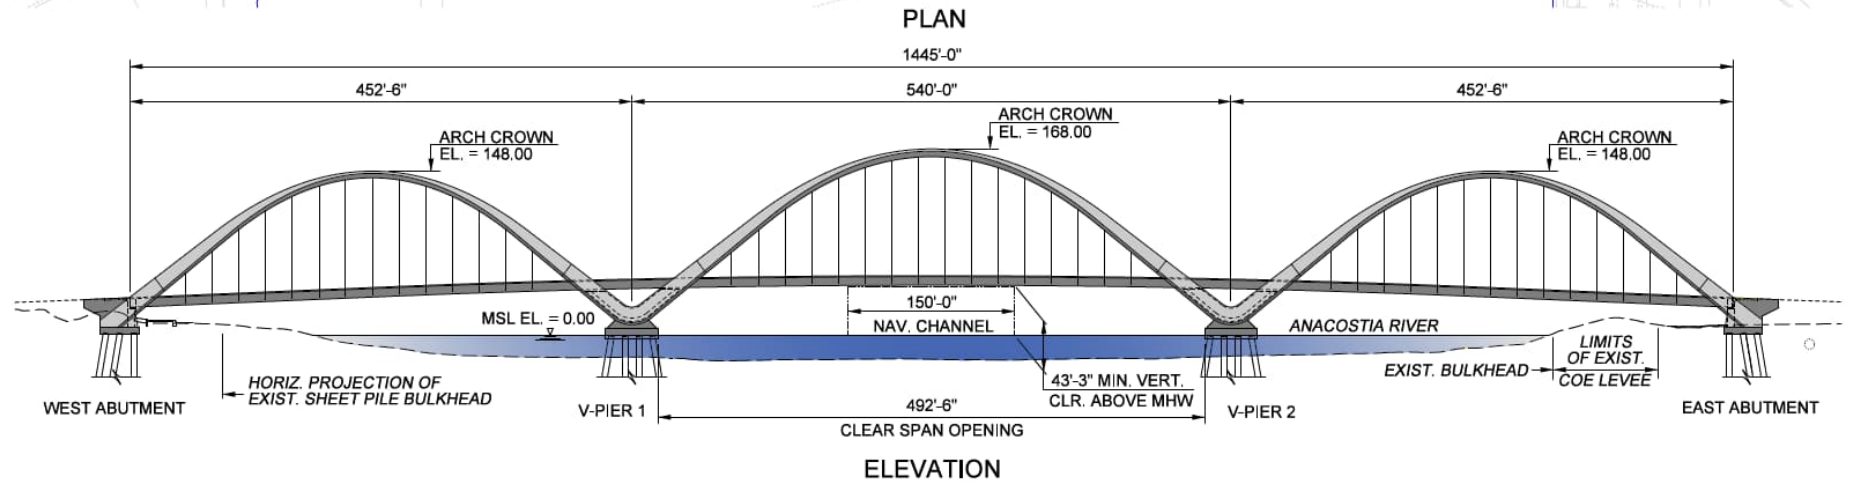 PLAN
1445'-0"
452'-6"
540'-0"
452'-6"
ARCH CROWN
EL. = 148.00
ARCH CROWN
EL. = 168.00
ARCH CROWN
EL. = 148.00
MSL EL. = 0.00
150'-0"
NAV. CHANNEL
ANACOSTIA RIVER
LIMITS
OF EXIST.
COE LEVEE
EXIST. BULKHEAD
HORIZ. PROJECTION OF
EXIST. SHEET PILE BULKHEAD
43'-3" MIN. VERT.
CLR. ABOVE MHW
WEST ABUTMENT
V-PIER 1
492'-6"
CLEAR SPAN OPENING
V-PIER 2
EAST ABUTMENT
ELEVATION